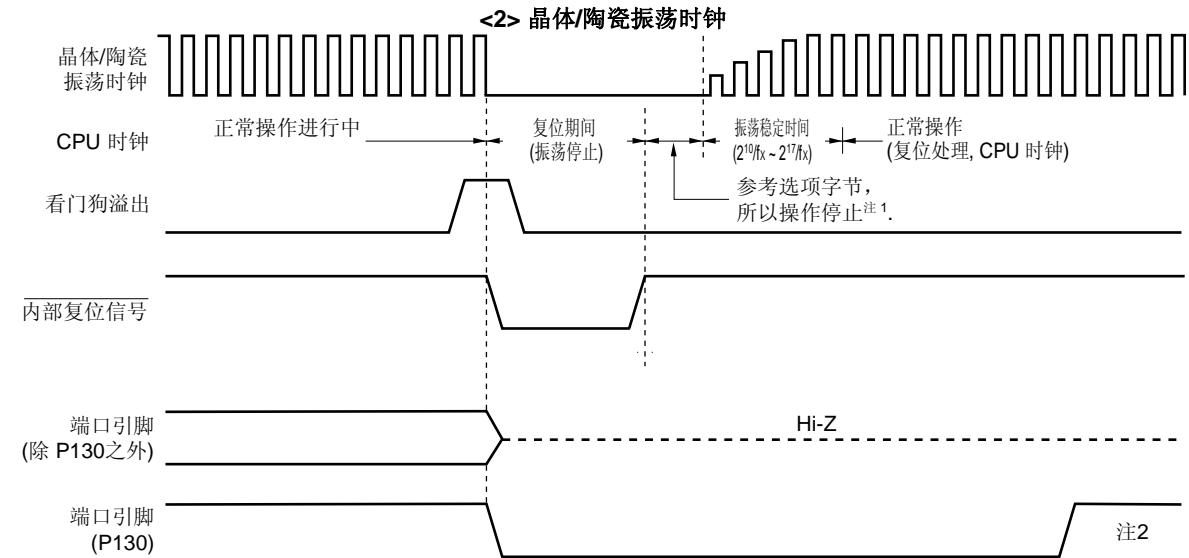 <2> 晶体/陶瓷振荡时钟
晶体/陶瓷
振荡时钟
CPU 时钟
正常操作进行中
复位期间
(振荡停止)
振荡稳定时间
(2¹⁰/fx ~ 2¹⁷/fx)
正常操作
(复位处理, CPU 时钟)
参考选项字节，
所以操作停止注 1.
看门狗溢出
内部复位信号
端口引脚
(除 P130之外)
Hi-Z
端口引脚
(P130)
注2